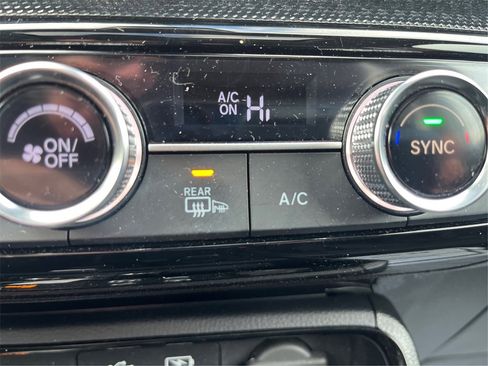 A/C
ON Hi
ON/
OFF
SYNC
REAR
A/C